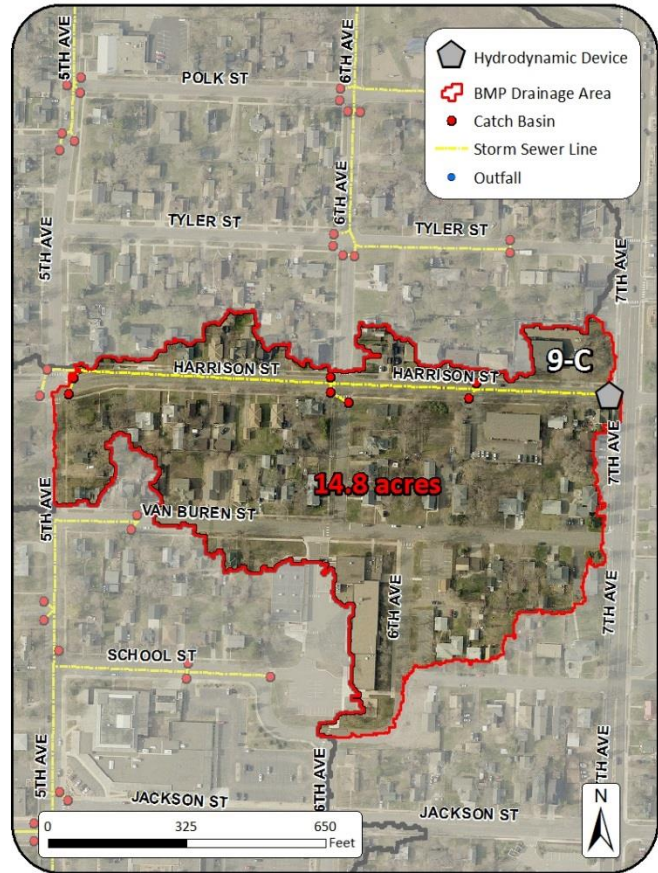 5TH AVE
6TH AVE
POLK ST
Hydrodynamic Device
BMP Drainage Area
Catch Basin
Storm Sewer Line
Outfall
5TH AVE
6TH AVE
TYLER ST
TYLER ST
7TH AVE
HARRISON ST
HARRISON ST
9-C
7TH AVE
14.8 acres
5TH AVE
VAN BUREN ST
6TH AVE
7TH AVE
SCHOOL ST
5TH AVE
6TH AVE
7TH AVE
JACKSON ST
JACKSON ST
0 325 650
Feet
N